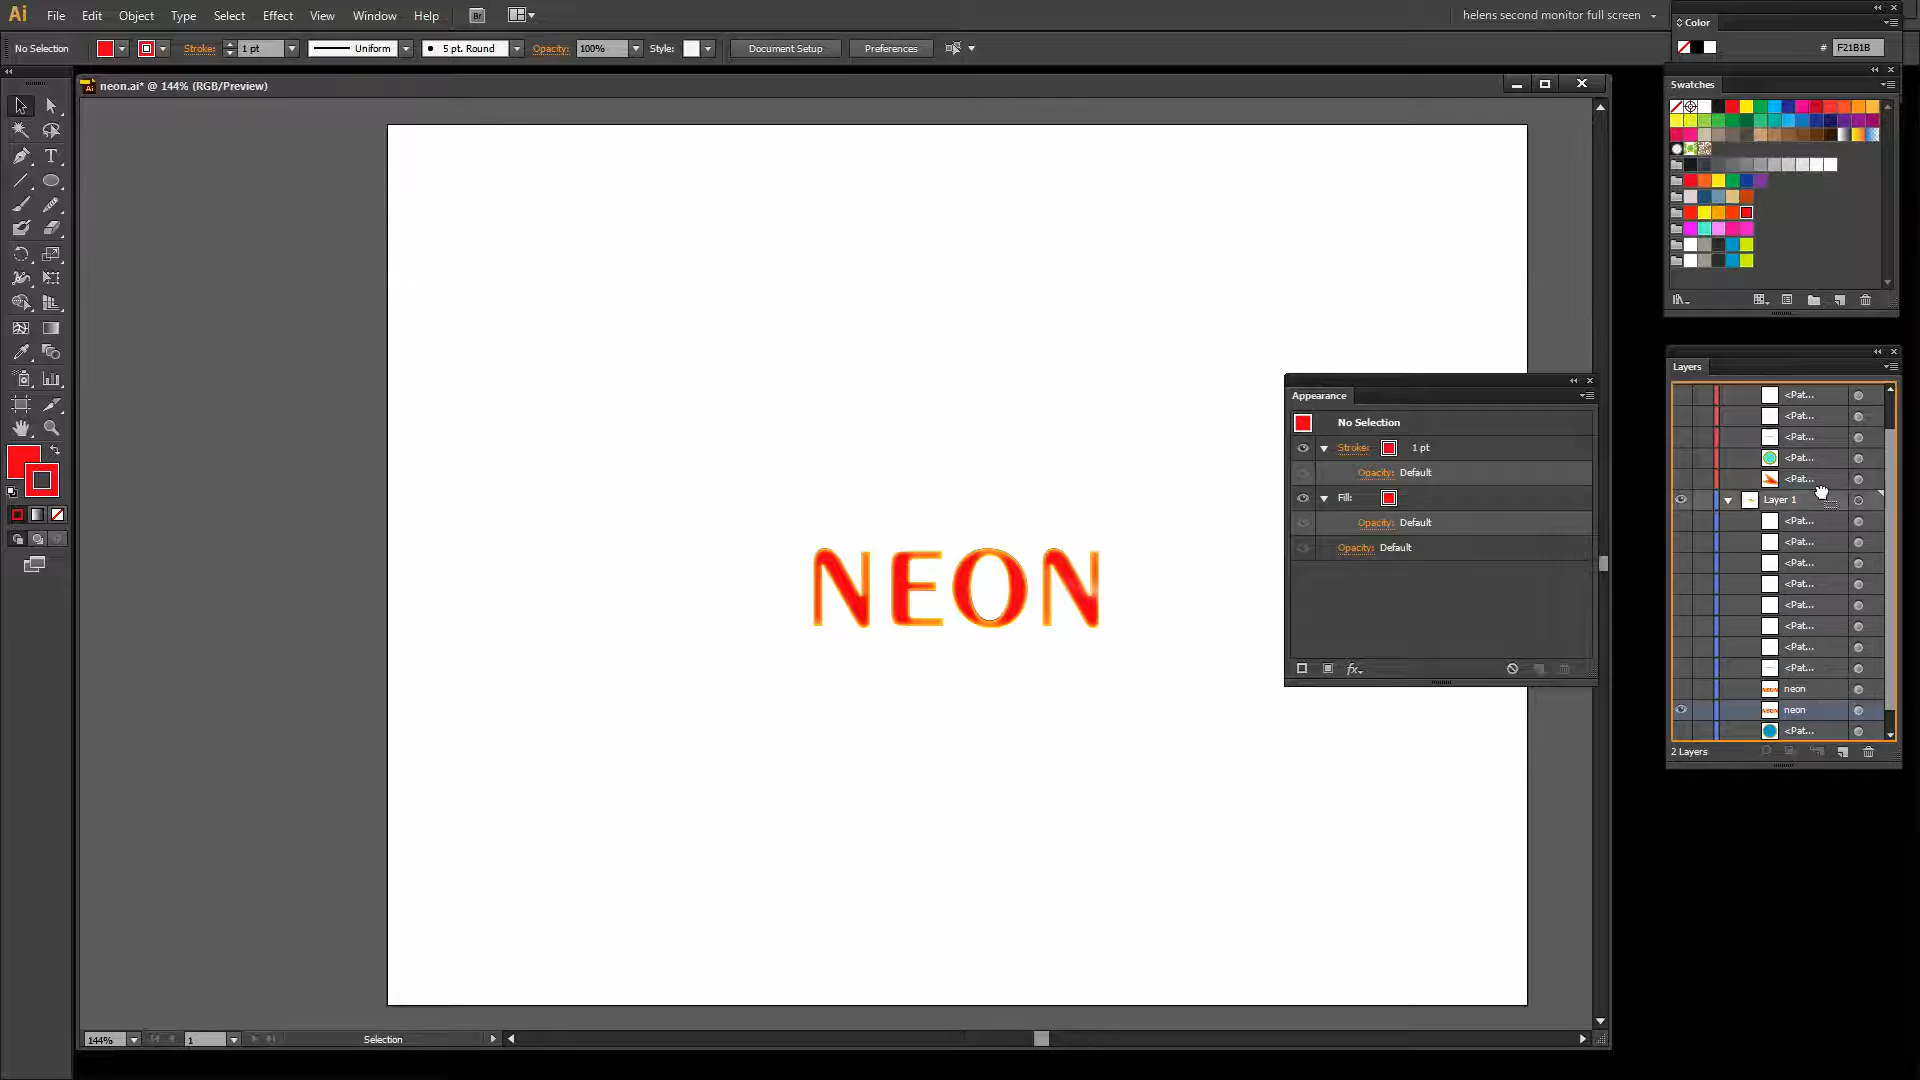 Ai File Edit Object Type Select Effect View Window Help Br helens second monitor full screen
No Selection Stroke: 1 pt Uniform 5 pt. Round Opacity: 100% Style: Document Setup Preferences
Color
# F21B1B
neon.ai* @ 144% (RGB/Preview)
Swatches
Layers
<Pat...
<Pat...
<Pat...
<Pat...
<Pat...
Layer 1
<Pat...
<Pat...
<Pat...
<Pat...
<Pat...
<Pat...
<Pat...
<Pat...
neon
neon
<Pat...
2 Layers
Appearance
No Selection
Stroke: 1 pt
Opacity: Default
Fill:
Opacity: Default
Opacity: Default
fx
NEON
144% 1 Selection